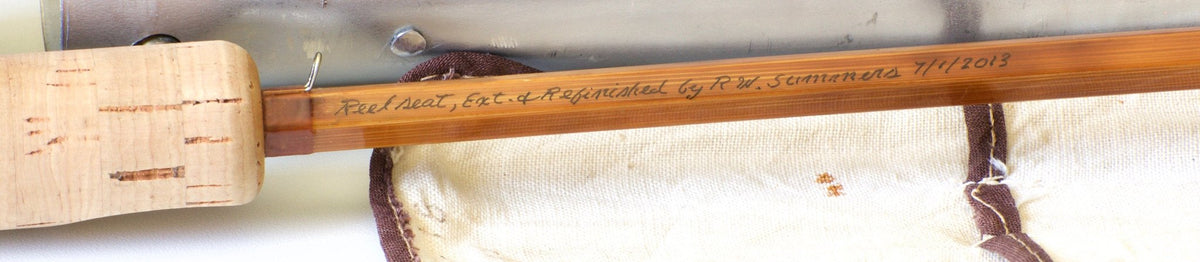 Reel seat, Ext. & Refinished by R.W. Summers 7/1/2013